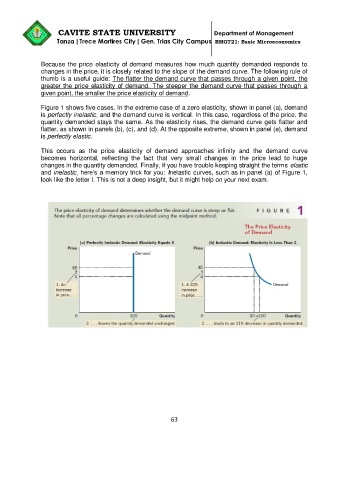 CAVITE STATE UNIVERSITY
Department of Management
Tanza | Trece Martires City | Gen. Trias City Campus
BMGT21: Basic Microeconomics
Because the price elasticity of demand measures how much quantity demanded responds to
changes in the price, it is closely related to the slope of the demand curve. The following rule of
thumb is a useful guide: The flatter the demand curve that passes through a given point, the
greater the price elasticity of demand. The steeper the demand curve that passes through a
given point, the smaller the price elasticity of demand.
Figure 1 shows five cases. In the extreme case of a zero elasticity, shown in panel (a), demand
is perfectly inelastic, and the demand curve is vertical. In this case, regardless of the price, the
quantity demanded stays the same. As the elasticity rises, the demand curve gets flatter and
flatter, as shown in panels (b), (c), and (d). At the opposite extreme, shown in panel (e), demand
is perfectly elastic.
This occurs as the price elasticity of demand approaches infinity and the demand curve
becomes horizontal, reflecting the fact that very small changes in the price lead to huge
changes in the quantity demanded. Finally, if you have trouble keeping straight the terms elastic
and inelastic, here's a memory trick for you: Inelastic curves, such as in panel (a) of Figure 1,
look like the letter I. This is not a deep insight, but it might help on your next exam.
The price elasticity of demand determines whether the demand curve is steep or flat.
Note that all percentage changes are calculated using the midpoint method.
FIGURE 1
The Price Elasticity
of Demand
(a) Perfectly Inelastic Demand: Elasticity Equals 0
Price
Demand
$5
4
1. An
increase
in price . . .
0
100
Quantity
2. . . . leaves the quantity demanded unchanged.
(b) Inelastic Demand: Elasticity Is Less Than 1
Price
$5
4
1. A 22%
increase
in price . . .
Demand
0
90
100
Quantity
2. . . . leads to an 11% decrease in quantity demanded.
63